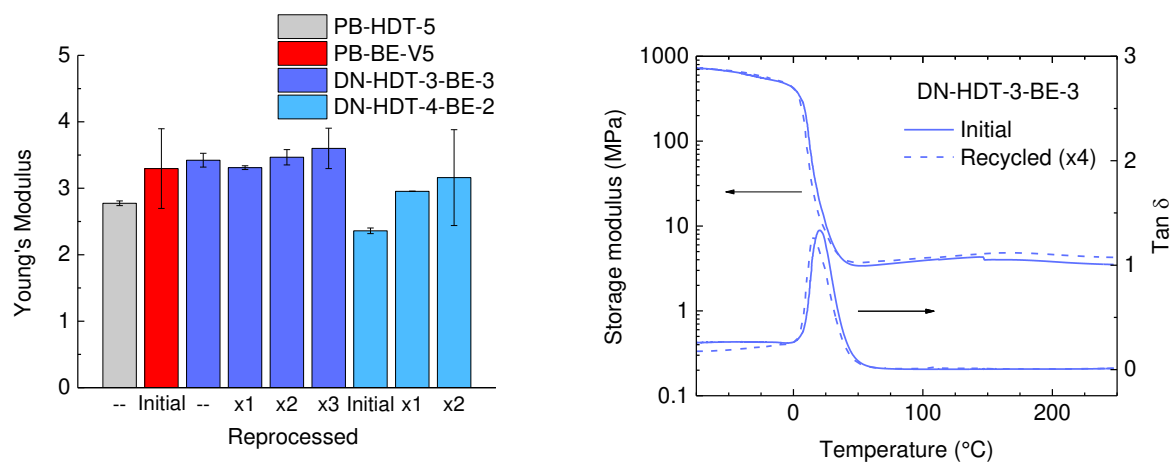 PB-HDT-5
PB-BE-V5
DN-HDT-3-BE-3
DN-HDT-4-BE-2
5
4
3
2
1
0
Young's Modulus
-- Initial -- x1 x2 x3 Initial x1 x2
Reprocessed
1000
100
10
1
0.1
Storage modulus (MPa)
DN-HDT-3-BE-3
Initial
Recycled (x4)
3
2
1
0
Tan δ
0 100 200
Temperature (°C)